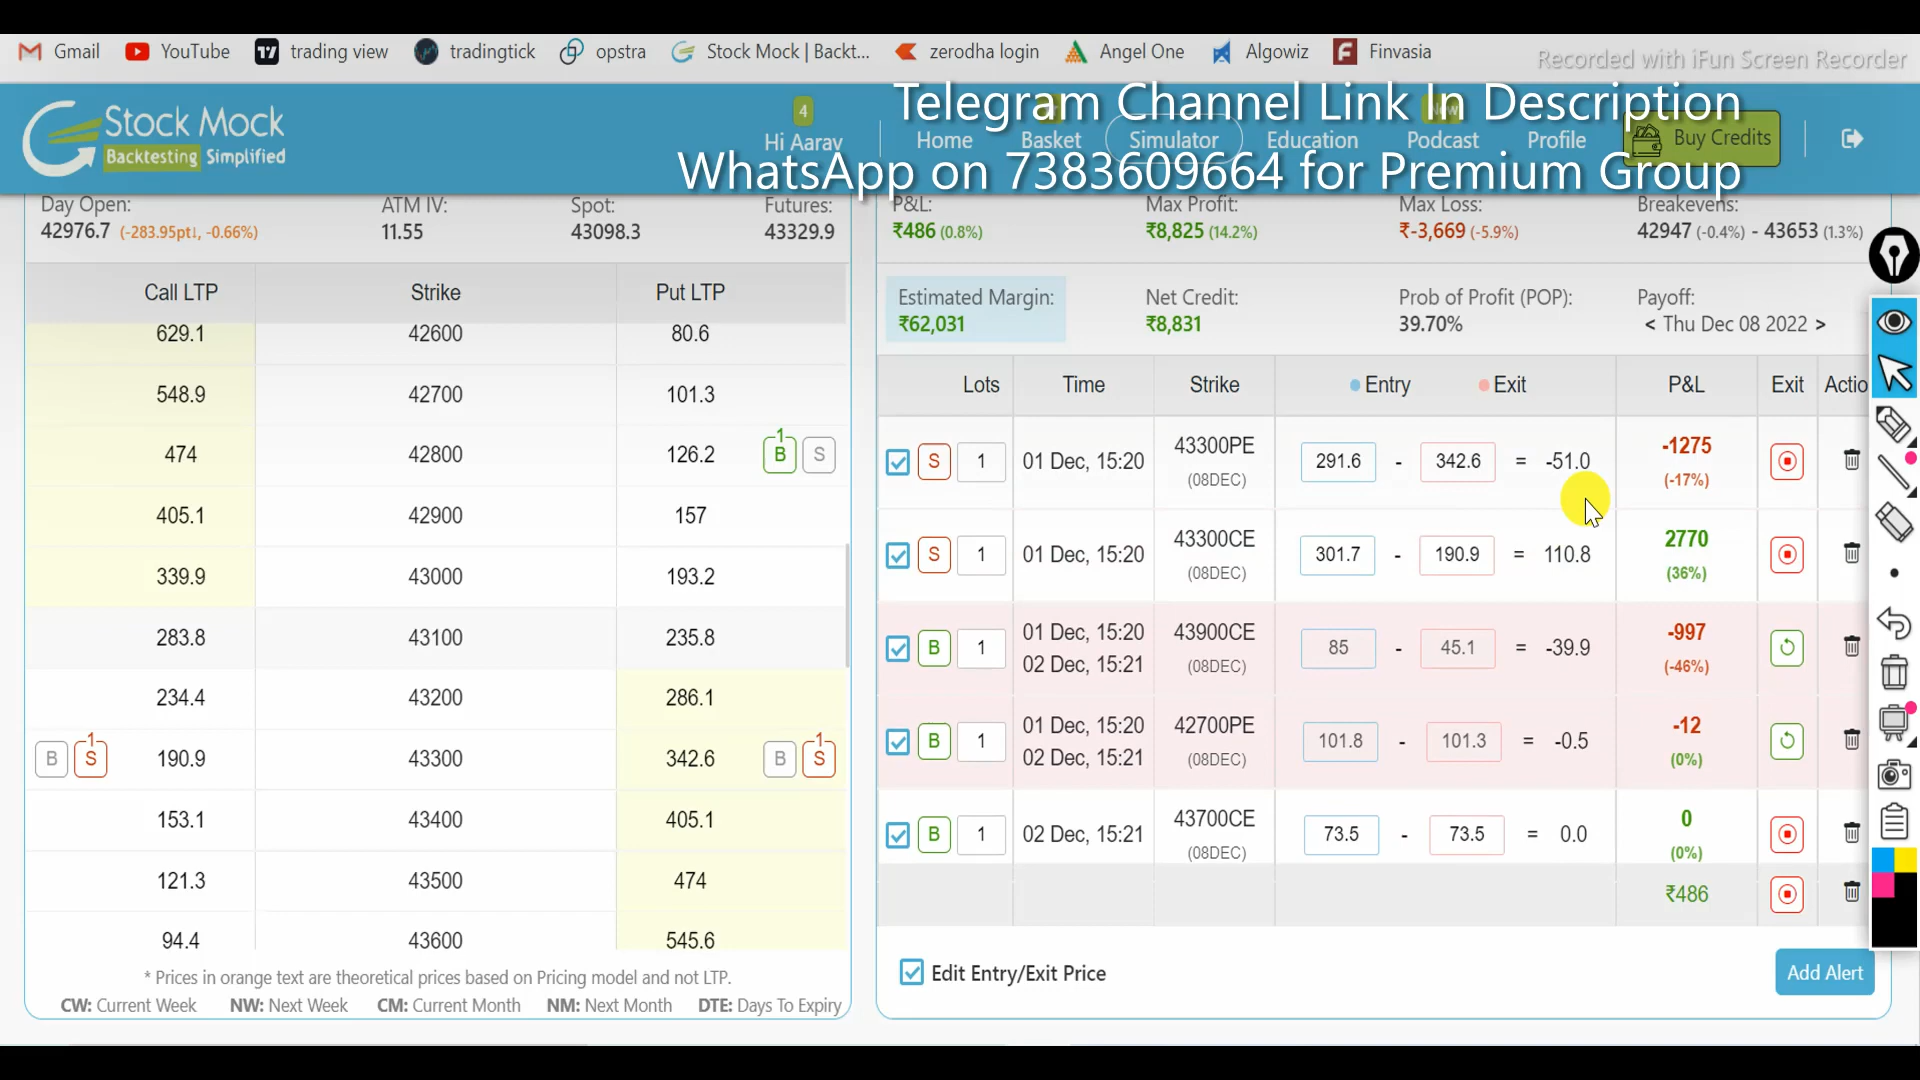 Gmail YouTube trading view tradingtick opstra Stock Mock | Backt... zerodha login Angel One Algowiz Finvasia
Recorded with iFun Screen Recorder
Telegram Channel Link In Description
WhatsApp on 7383609664 for Premium Group
Stock Mock
Backtesting Simplified
4
Hi Aarav Home Basket Simulator Education Podcast Profile Buy Credits
New
Day Open: ATM IV: Spot: Futures:
42976.7 (-283.95pt↓, -0.66%) 11.55 43098.3 43329.9
Call LTP Strike Put LTP
629.1 42600 80.6
548.9 42700 101.3
474 42800 126.2 1 B S
405.1 42900 157
339.9 43000 193.2
283.8 43100 235.8
234.4 43200 286.1
B 1 S 190.9 43300 342.6 B 1 S
153.1 43400 405.1
121.3 43500 474
94.4 43600 545.6
* Prices in orange text are theoretical prices based on Pricing model and not LTP.
CW: Current Week NW: Next Week CM: Current Month NM: Next Month DTE: Days To Expiry
P&L: Max Profit: Max Loss: Breakevens:
₹486 (0.8%) ₹8,825 (14.2%) ₹-3,669 (-5.9%) 42947 (-0.4%) - 43653 (1.3%)
Estimated Margin: Net Credit: Prob of Profit (POP): Payoff:
₹62,031 ₹8,831 39.70% < Thu Dec 08 2022 >
Lots Time Strike Entry Exit P&L Exit Actio
S 1 01 Dec, 15:20 43300PE (08DEC) 291.6 - 342.6 = -51.0 -1275 (-17%)
S 1 01 Dec, 15:20 43300CE (08DEC) 301.7 - 190.9 = 110.8 2770 (36%)
B 1 01 Dec, 15:20 02 Dec, 15:21 43900CE (08DEC) 85 - 45.1 = -39.9 -997 (-46%)
B 1 01 Dec, 15:20 02 Dec, 15:21 42700PE (08DEC) 101.8 - 101.3 = -0.5 -12 (0%)
B 1 02 Dec, 15:21 43700CE (08DEC) 73.5 - 73.5 = 0.0 0 (0%)
₹486
Edit Entry/Exit Price Add Alert